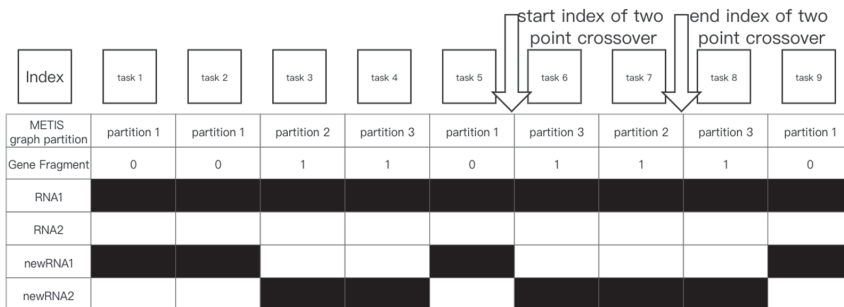 start index of two
point crossover
end index of two
point crossover
Index
task 1
task 2
task 3
task 4
task 5
task 6
task 7
task 8
task 9
METIS
graph partition
partition 1
partition 1
partition 2
partition 3
partition 1
partition 3
partition 2
partition 3
partition 1
Gene Fragment
0
0
1
1
0
1
1
1
0
RNA1
RNA2
newRNA1
newRNA2